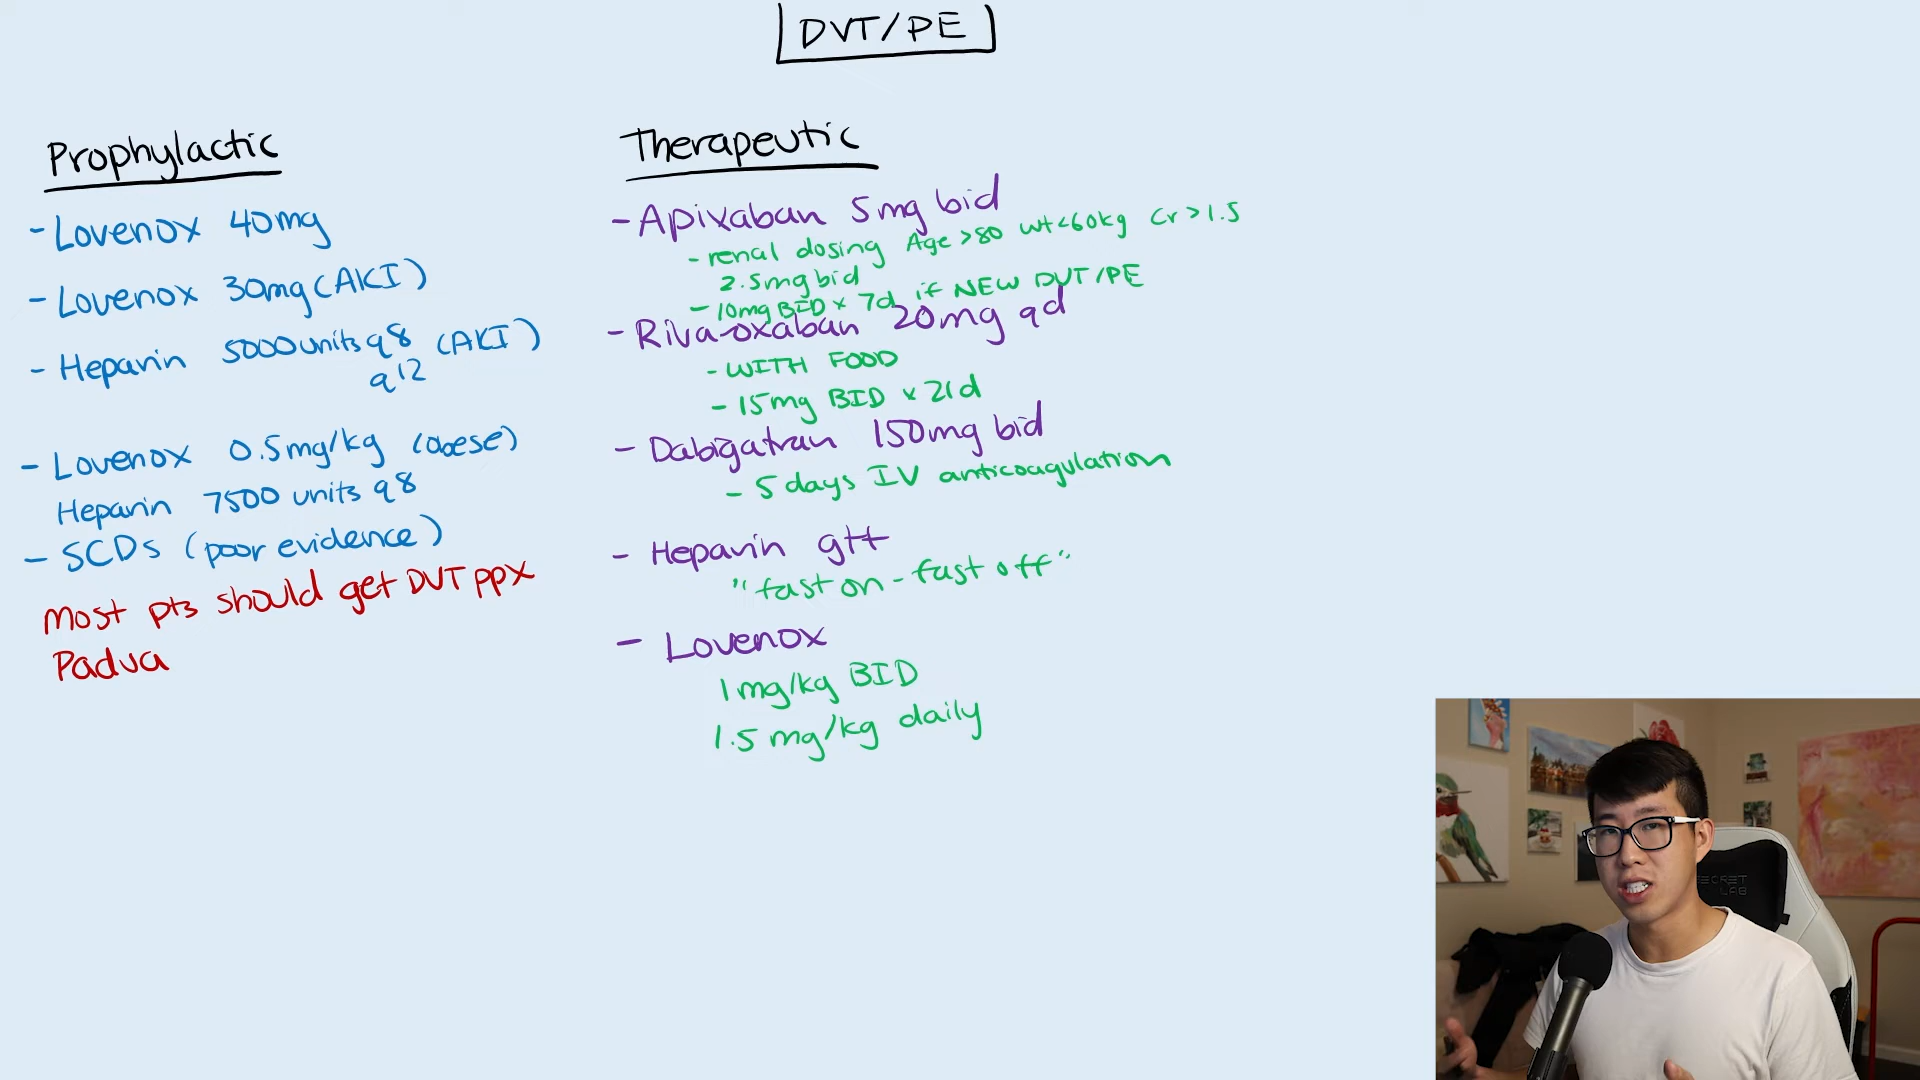 DVT/PE
Prophylactic
- Lovenox 40mg
- Lovenox 30mg (AKI)
- Heparin 5000 units q8 (AKI)
q12
- Lovenox 0.5mg/kg (obese)
Heparin 7500 units q8
- SCDs (poor evidence)
Most pts should get DVT ppx
Padua
Therapeutic
- Apixaban 5mg bid
- renal dosing Age >80 wt<60kg Cr>1.5
2.5mg bid
- 10mg BID x 7d if NEW DVT/PE
- Rivaroxaban 20mg qd
- WITH FOOD
- 15mg BID x 21d
- Dabigatran 150mg bid
- 5 days IV anticoagulation
- Heparin gtt
"fast on - fast off"
- Lovenox
1mg/kg BID
1.5 mg/kg daily
SECRET
LAB